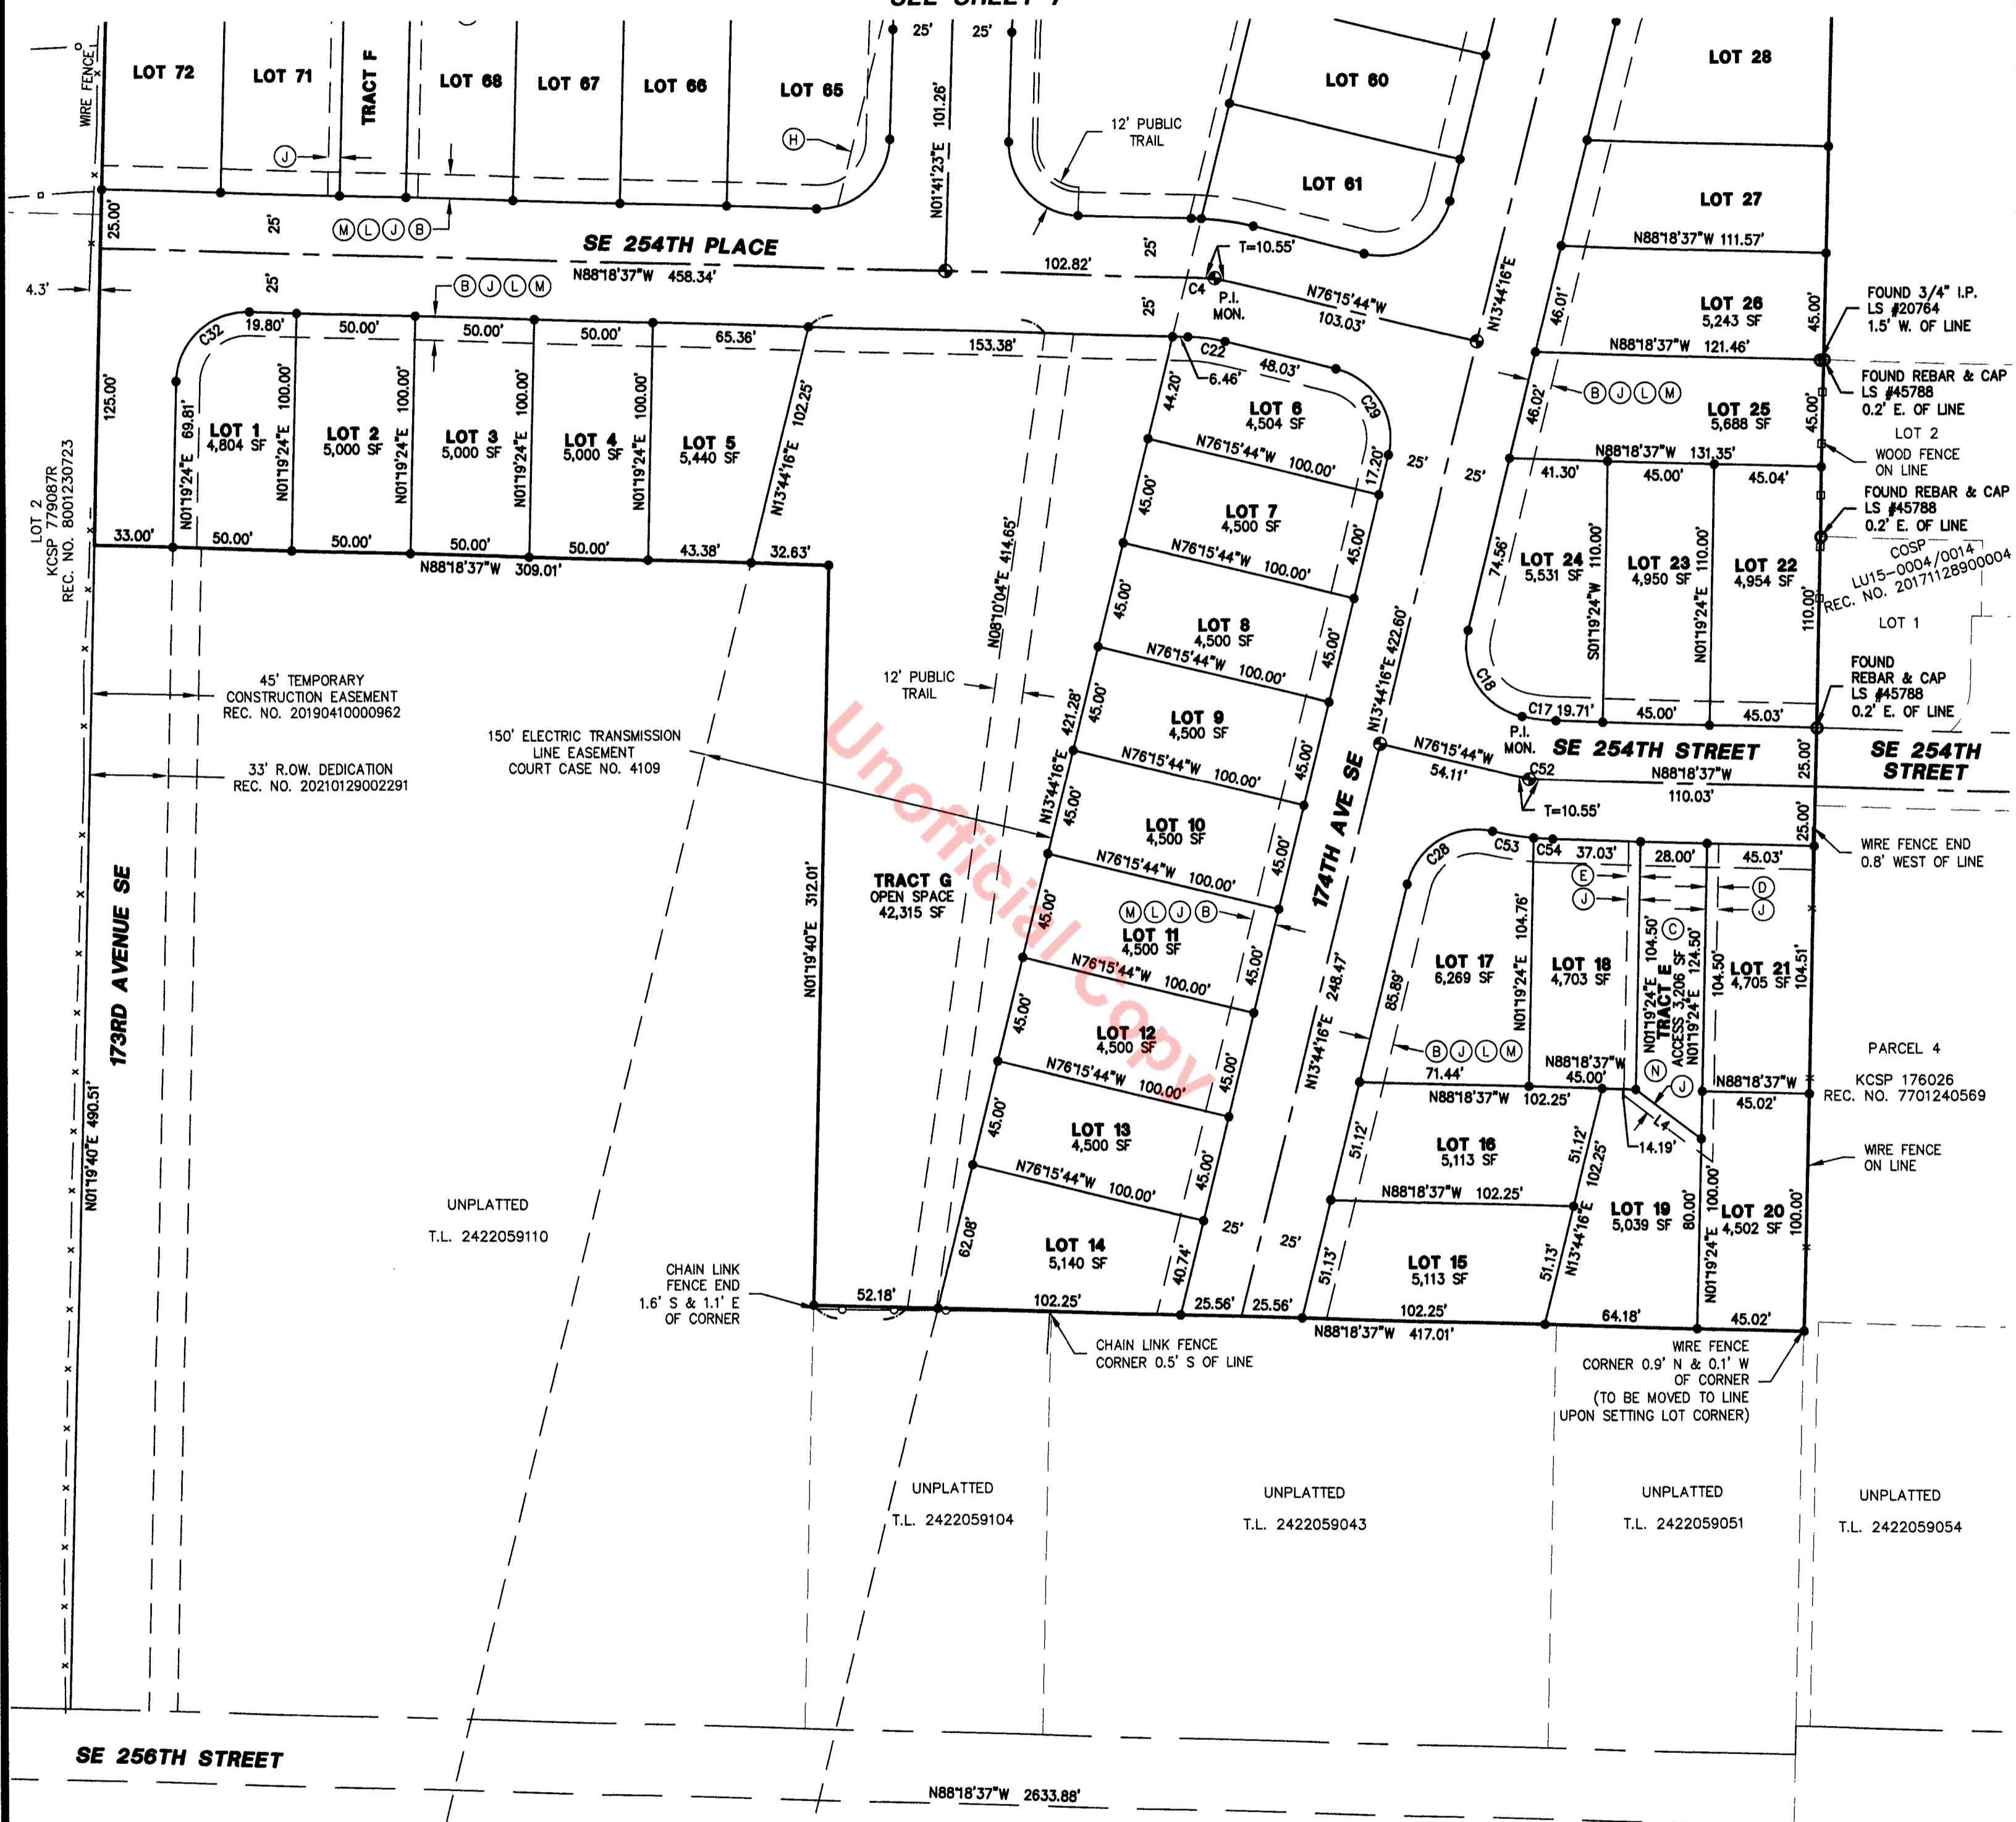 LOT 72
LOT 71
TRACT F
LOT 68
LOT 67
LOT 66
LOT 65
25'
25'
LOT 60
LOT 28
WIRE FENCE
J
H
N01°41'23"E 101.26'
12' PUBLIC
TRAIL
LOT 61
LOT 27
N88°18'37"W 111.57'
25.00'
25'
M L J B
SE 254TH PLACE
N88°18'37"W 458.34'
102.82'
25'
T=10.55'
C4
P.I.
MON.
N76°15'44"W
103.03'
N13°44'16"E
46.01'
LOT 26
5,243 SF
45.00'
FOUND 3/4" I.P.
LS #20764
1.5' W. OF LINE
4.3'
25'
B J L M
25'
N88°18'37"W 121.46'
C32
19.80'
50.00'
50.00'
50.00'
65.36'
153.38'
C22
6.46'
48.03'
C29
46.02'
B J L M
LOT 25
5,688 SF
45.00'
FOUND REBAR & CAP
LS #45788
0.2' E. OF LINE
LOT 2
WOOD FENCE
ON LINE
125.00'
N01°19'24"E 69.81'
LOT 1
4,804 SF
N01°19'24"E 100.00'
LOT 2
5,000 SF
N01°19'24"E 100.00'
LOT 3
5,000 SF
N01°19'24"E 100.00'
LOT 4
5,000 SF
N01°19'24"E 100.00'
LOT 5
5,440 SF
N13°44'16"E 102.25'
44.20'
LOT 6
4,504 SF
N76°15'44"W 100.00'
17.20'
25'
25'
N88°18'37"W 131.35'
41.30'
45.00'
45.04'
FOUND REBAR & CAP
LS #45788
0.2' E. OF LINE
LOT 2
KCSP 779087R
REC. NO. 8001230723
33.00'
50.00'
50.00'
50.00'
50.00'
43.38'
32.63'
N88°18'37"W 309.01'
N08°10'04"E 414.65'
45.00'
LOT 7
4,500 SF
45.00'
N76°15'44"W 100.00'
74.56'
LOT 24
5,531 SF
S01°19'24"W 110.00'
LOT 23
4,950 SF
N01°19'24"E 110.00'
LOT 22
4,954 SF
110.00'
COSP
LU15-0004/0014
REC. NO. 20171128900004
LOT 1
45.00'
LOT 8
4,500 SF
45.00'
N76°15'44"W 100.00'
N13°44'16"E 422.60'
45' TEMPORARY
CONSTRUCTION EASEMENT
REC. NO. 20190410000962
12' PUBLIC
TRAIL
C18
C17
19.71'
45.00'
45.03'
FOUND
REBAR & CAP
LS #45788
0.2' E. OF LINE
150' ELECTRIC TRANSMISSION
LINE EASEMENT
COURT CASE NO. 4109
N13°44'16"E 421.28'
45.00'
LOT 9
4,500 SF
45.00'
N76°15'44"W 100.00'
P.I.
MON.
SE 254TH STREET
25.00'
SE 254TH
STREET
33' R.OW. DEDICATION
REC. NO. 20210129002291
N76°15'44"W
54.11'
C52
N88°18'37"W
110.03'
T=10.55'
45.00'
LOT 10
4,500 SF
45.00'
N76°15'44"W 100.00'
174TH AVE SE
C28
C53
C54
37.03'
28.00'
45.03'
25.00'
WIRE FENCE END
0.8' WEST OF LINE
173RD AVENUE SE
N01°19'40"E 312.01'
TRACT G
OPEN SPACE
42,315 SF
45.00'
M L J B
LOT 11
4,500 SF
45.00'
N76°15'44"W 100.00'
E
J
D
J
C
85.89'
LOT 17
6,269 SF
N01°19'24"E 104.76'
LOT 18
4,703 SF
N01°19'24"E 104.50'
TRACT E
ACCESS 3,206 SF
N01°19'24"E 124.50'
104.50'
LOT 21
4,705 SF
104.51'
Unofficial Copy
45.00'
LOT 12
4,500 SF
45.00'
N76°15'44"W 100.00'
N13°44'16"E 248.47'
B J L M
71.44'
N88°18'37"W 102.25'
N88°18'37"W
45.00'
N
J
N88°18'37"W
45.02'
PARCEL 4
KCSP 176026
REC. NO. 7701240569
N01°19'40"E 490.51'
45.00'
LOT 13
4,500 SF
45.00'
N76°15'44"W 100.00'
51.12'
LOT 16
5,113 SF
51.12'
L4
14.19'
WIRE FENCE
ON LINE
N88°18'37"W 102.25'
N13°44'16"E 102.25'
UNPLATTED
T.L. 2422059110
62.08'
LOT 14
5,140 SF
40.74'
25'
25'
51.13'
LOT 15
5,113 SF
51.13'
LOT 19
5,039 SF
80.00'
N01°19'24"E 100.00'
LOT 20
4,502 SF
100.00'
CHAIN LINK
FENCE END
1.6' S & 1.1' E
OF CORNER
52.18'
102.25'
25.56'
25.56'
102.25'
64.18'
45.02'
N88°18'37"W 417.01'
CHAIN LINK FENCE
CORNER 0.5' S OF LINE
WIRE FENCE
CORNER 0.9' N & 0.1' W
OF CORNER
(TO BE MOVED TO LINE
UPON SETTING LOT CORNER)
UNPLATTED
T.L. 2422059104
UNPLATTED
T.L. 2422059043
UNPLATTED
T.L. 2422059051
UNPLATTED
T.L. 2422059054
SE 256TH STREET
N88°18'37"W 2633.88'